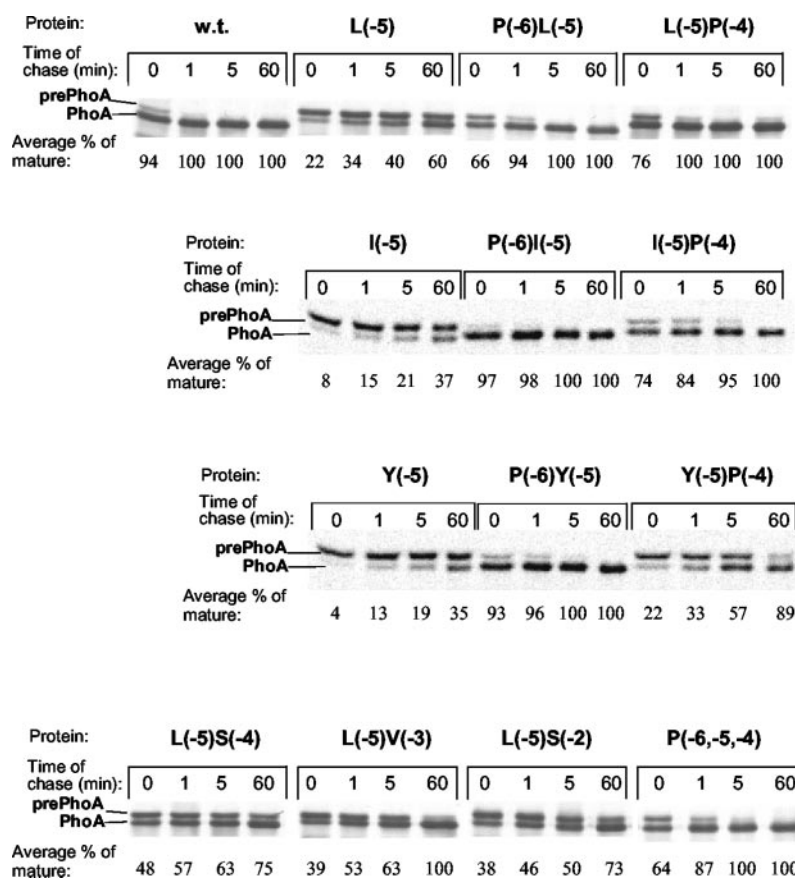 Protein: w.t. L(-5) P(-6)L(-5) L(-5)P(-4)
Time of
chase (min): 0 1 5 60 0 1 5 60 0 1 5 60 0 1 5 60
prePhoA
PhoA
Average % of
mature: 94 100 100 100 22 34 40 60 66 94 100 100 76 100 100 100
Protein: I(-5) P(-6)I(-5) I(-5)P(-4)
Time of
chase (min): 0 1 5 60 0 1 5 60 0 1 5 60
prePhoA
PhoA
Average % of
mature: 8 15 21 37 97 98 100 100 74 84 95 100
Protein: Y(-5) P(-6)Y(-5) Y(-5)P(-4)
Time of
chase (min): 0 1 5 60 0 1 5 60 0 1 5 60
prePhoA
PhoA
Average % of
mature: 4 13 19 35 93 96 100 100 22 33 57 89
Protein: L(-5)S(-4) L(-5)V(-3) L(-5)S(-2) P(-6,-5,-4)
Time of
chase (min): 0 1 5 60 0 1 5 60 0 1 5 60 0 1 5 60
prePhoA
PhoA
Average % of
mature: 48 57 63 75 39 53 63 100 38 46 50 73 64 87 100 100